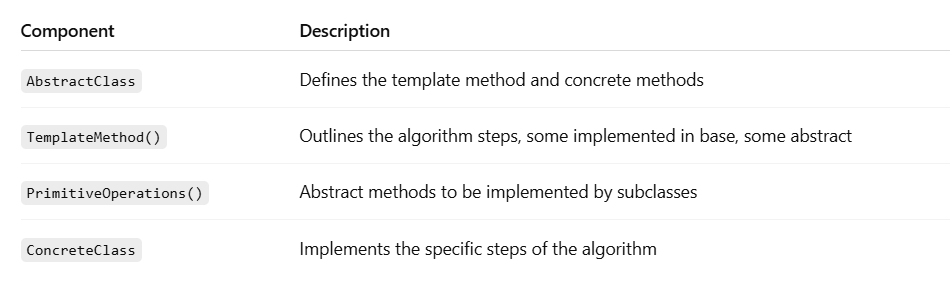 Component Description
AbstractClass Defines the template method and concrete methods
TemplateMethod() Outlines the algorithm steps, some implemented in base, some abstract
PrimitiveOperations() Abstract methods to be implemented by subclasses
ConcreteClass Implements the specific steps of the algorithm